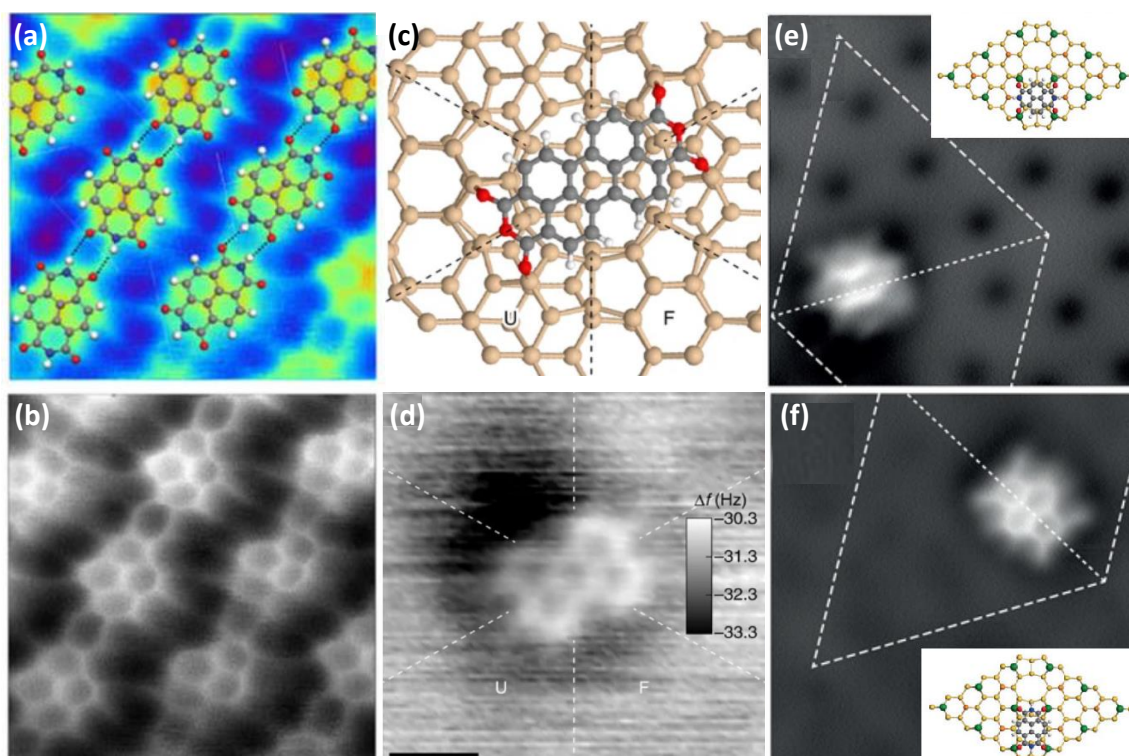 (a)
(c)
U F
(e)
(b)
(d)
Δf (Hz)
−30.3
−31.3
−32.3
−33.3
U F
(f)